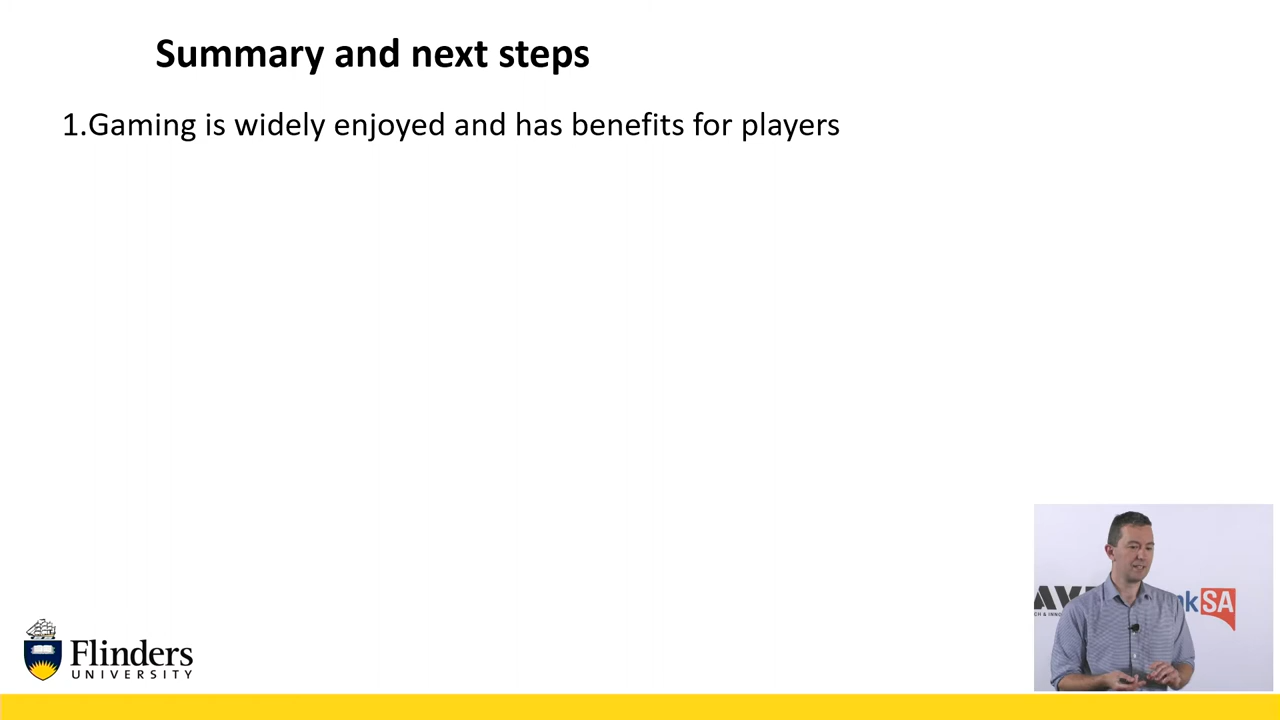 Summary and next steps
1.Gaming is widely enjoyed and has benefits for players
Flinders
UNIVERSITY
SA